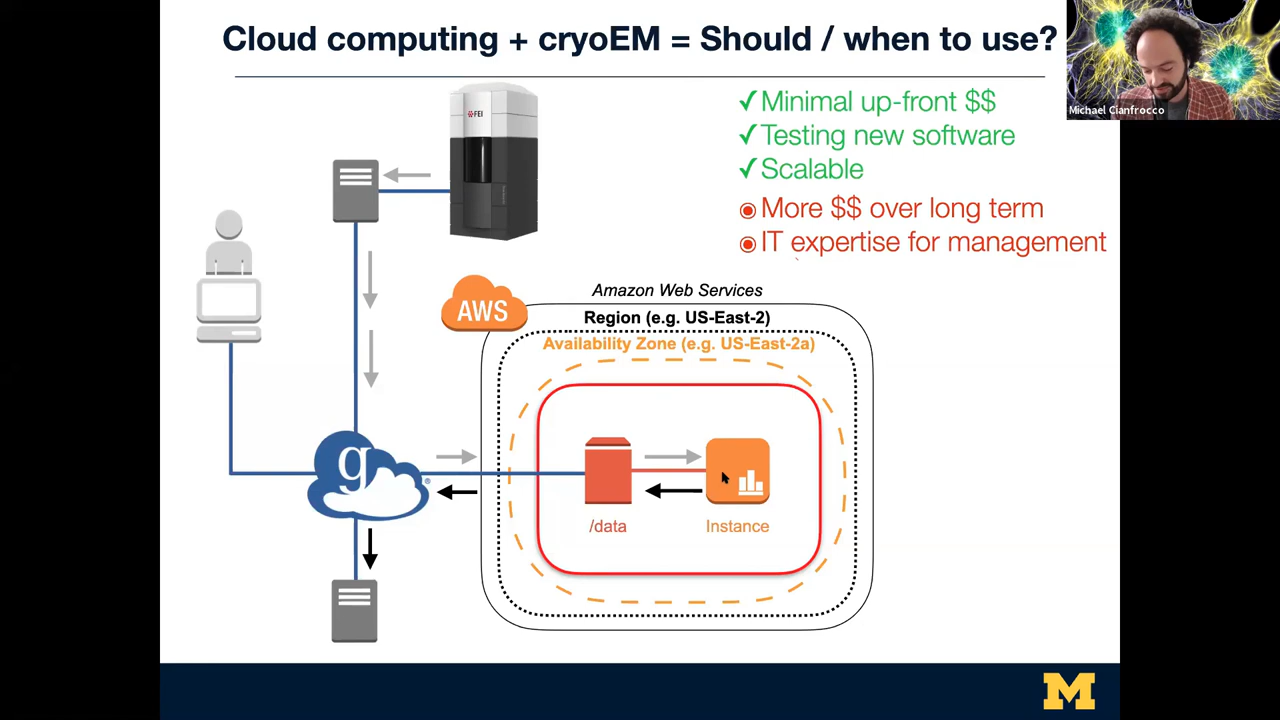 Cloud computing + cryoEM = Should / when to use?
Michael Cianfrocco
✓Minimal up-front $$
✓Testing new software
✓Scalable
More $$ over long term
IT expertise for management
FEI
Amazon Web Services
AWS
Region (e.g. US-East-2)
Availability Zone (e.g. US-East-2a)
g
®
/data
Instance
M